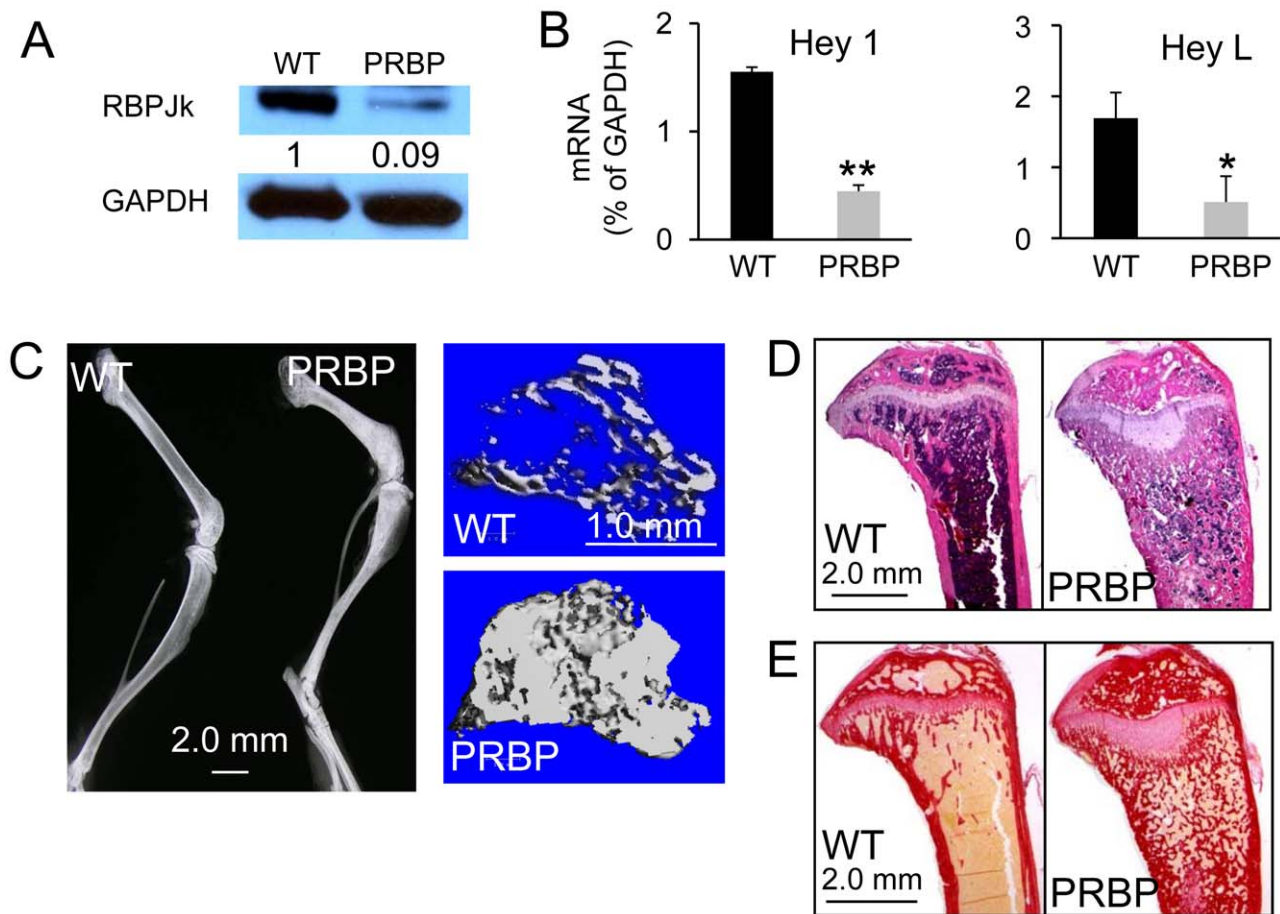 A
WT PRBP
RBPJk
1 0.09
GAPDH
B
mRNA
(% of GAPDH)
2
1
0
Hey 1
**
WT PRBP
3
2
1
0
Hey L
*
WT PRBP
C
WT PRBP
2.0 mm
WT
1.0 mm
PRBP
D
WT
2.0 mm
PRBP
E
WT
2.0 mm
PRBP